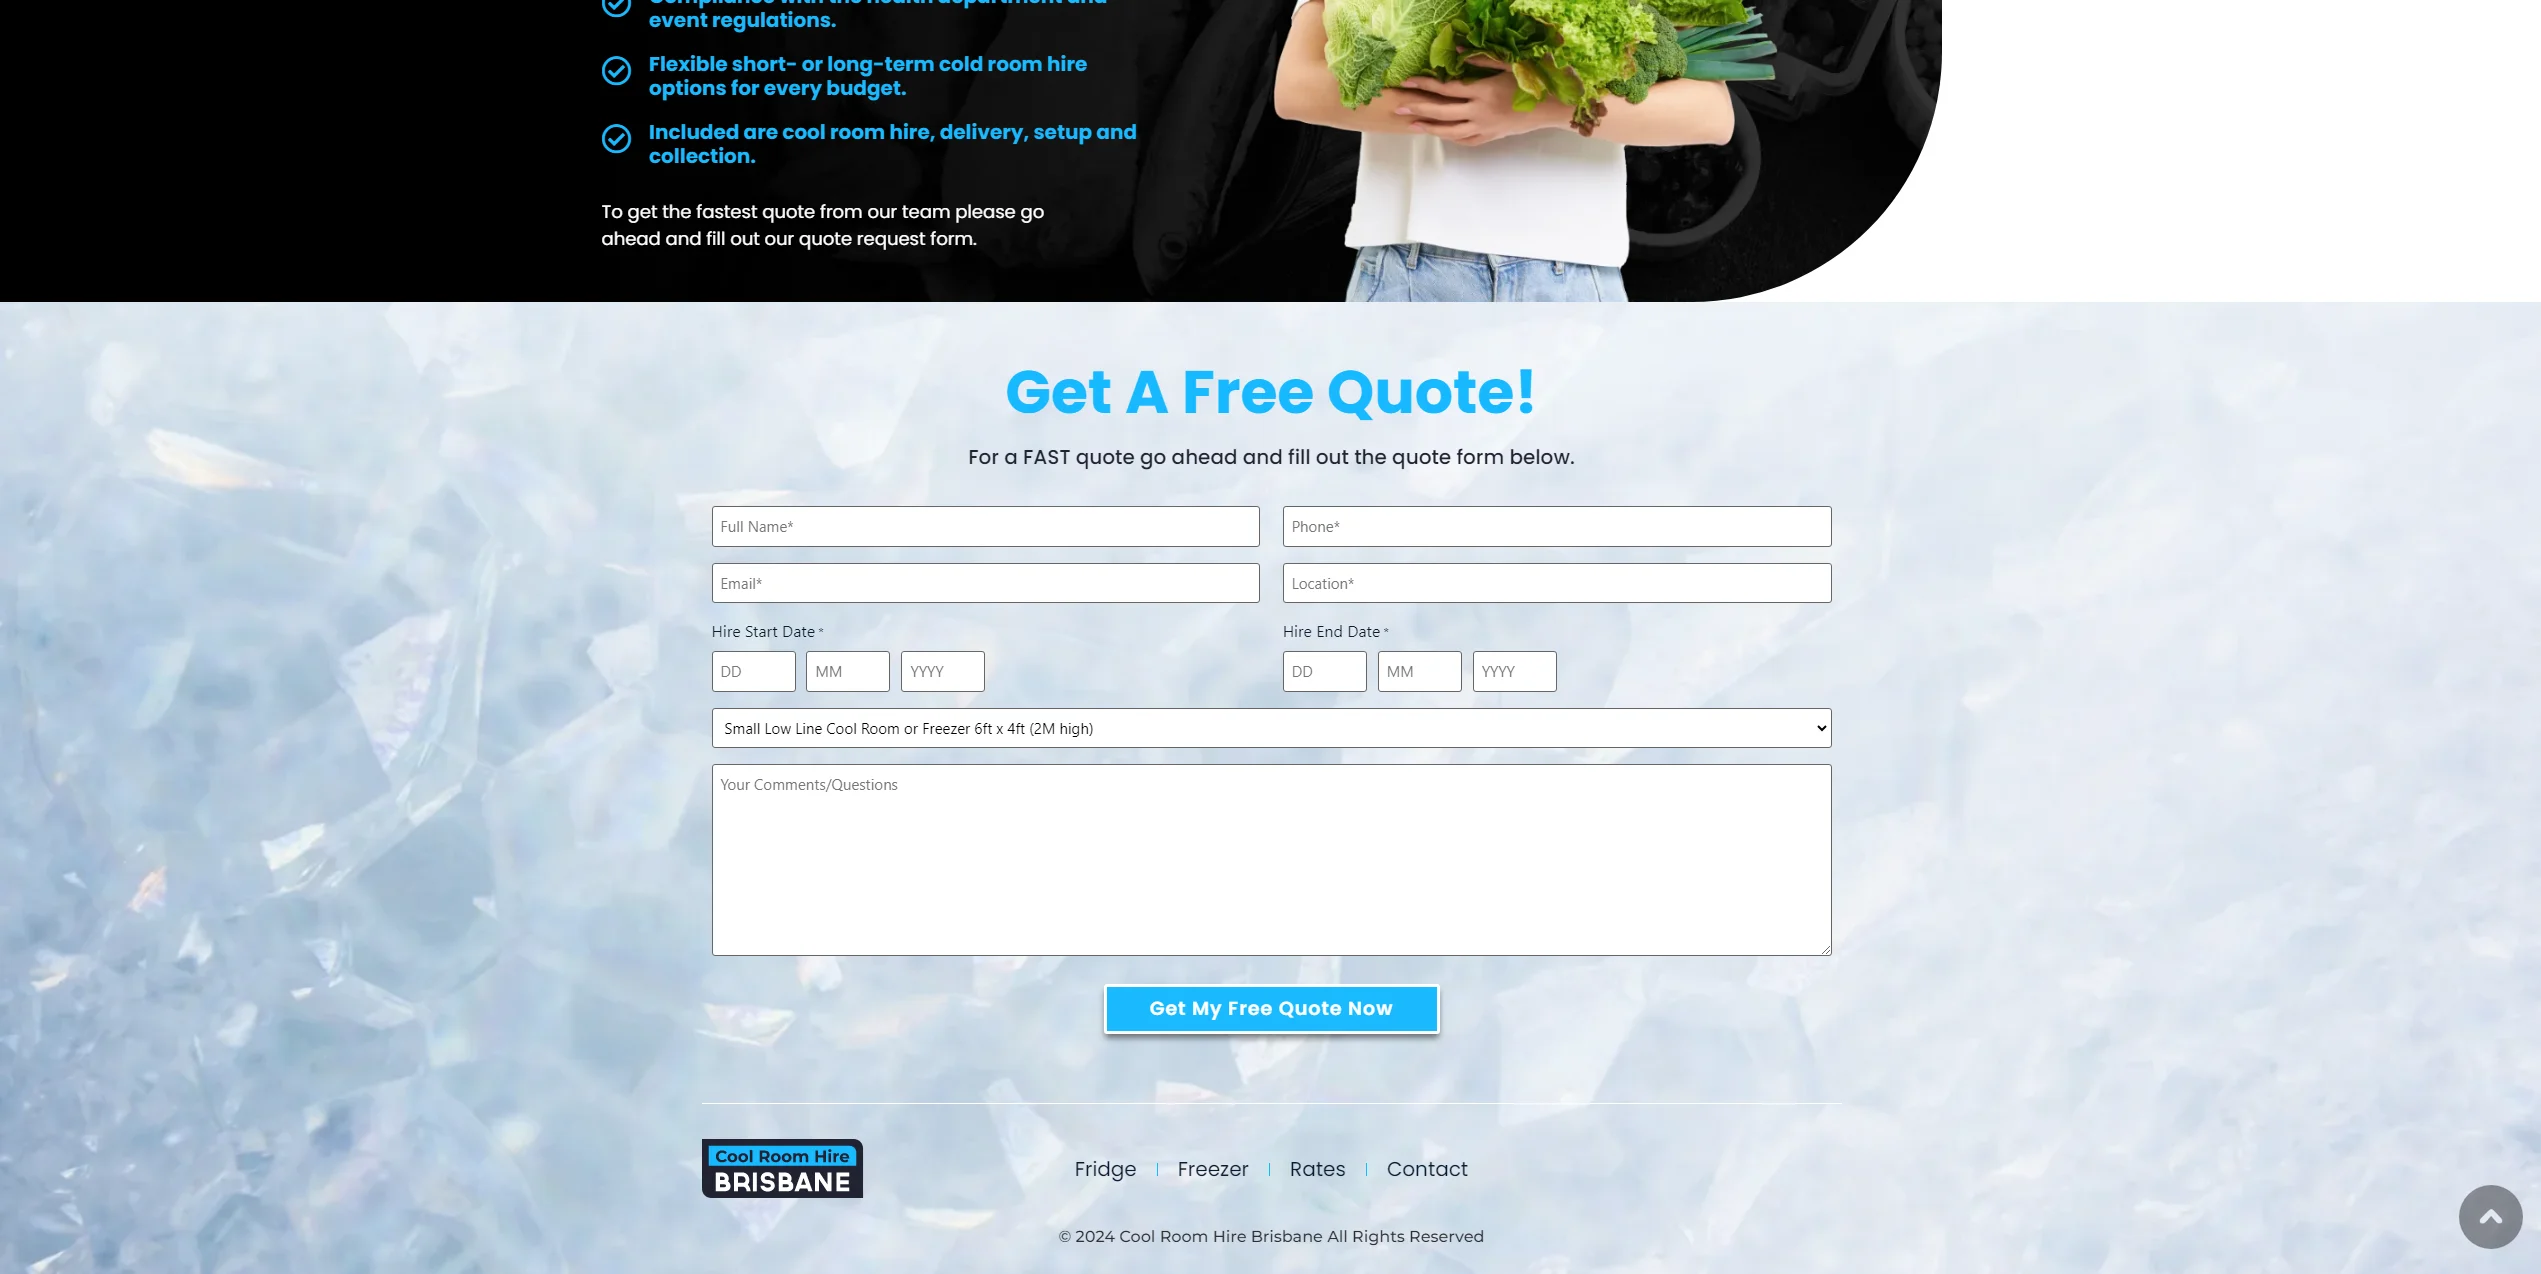 event regulations.
Flexible short- or long-term cold room hire
options for every budget.
Included are cool room hire, delivery, setup and
collection.
To get the fastest quote from our team please go
ahead and fill out our quote request form.
Get A Free Quote!
For a FAST quote go ahead and fill out the quote form below.
Full Name*
Phone*
Email*
Location*
Hire Start Date *
Hire End Date *
DD MM YYYY
DD MM YYYY
Small Low Line Cool Room or Freezer 6ft x 4ft (2M high)
Your Comments/Questions
Get My Free Quote Now
Cool Room Hire
BRISBANE
Fridge | Freezer | Rates | Contact
© 2024 Cool Room Hire Brisbane All Rights Reserved